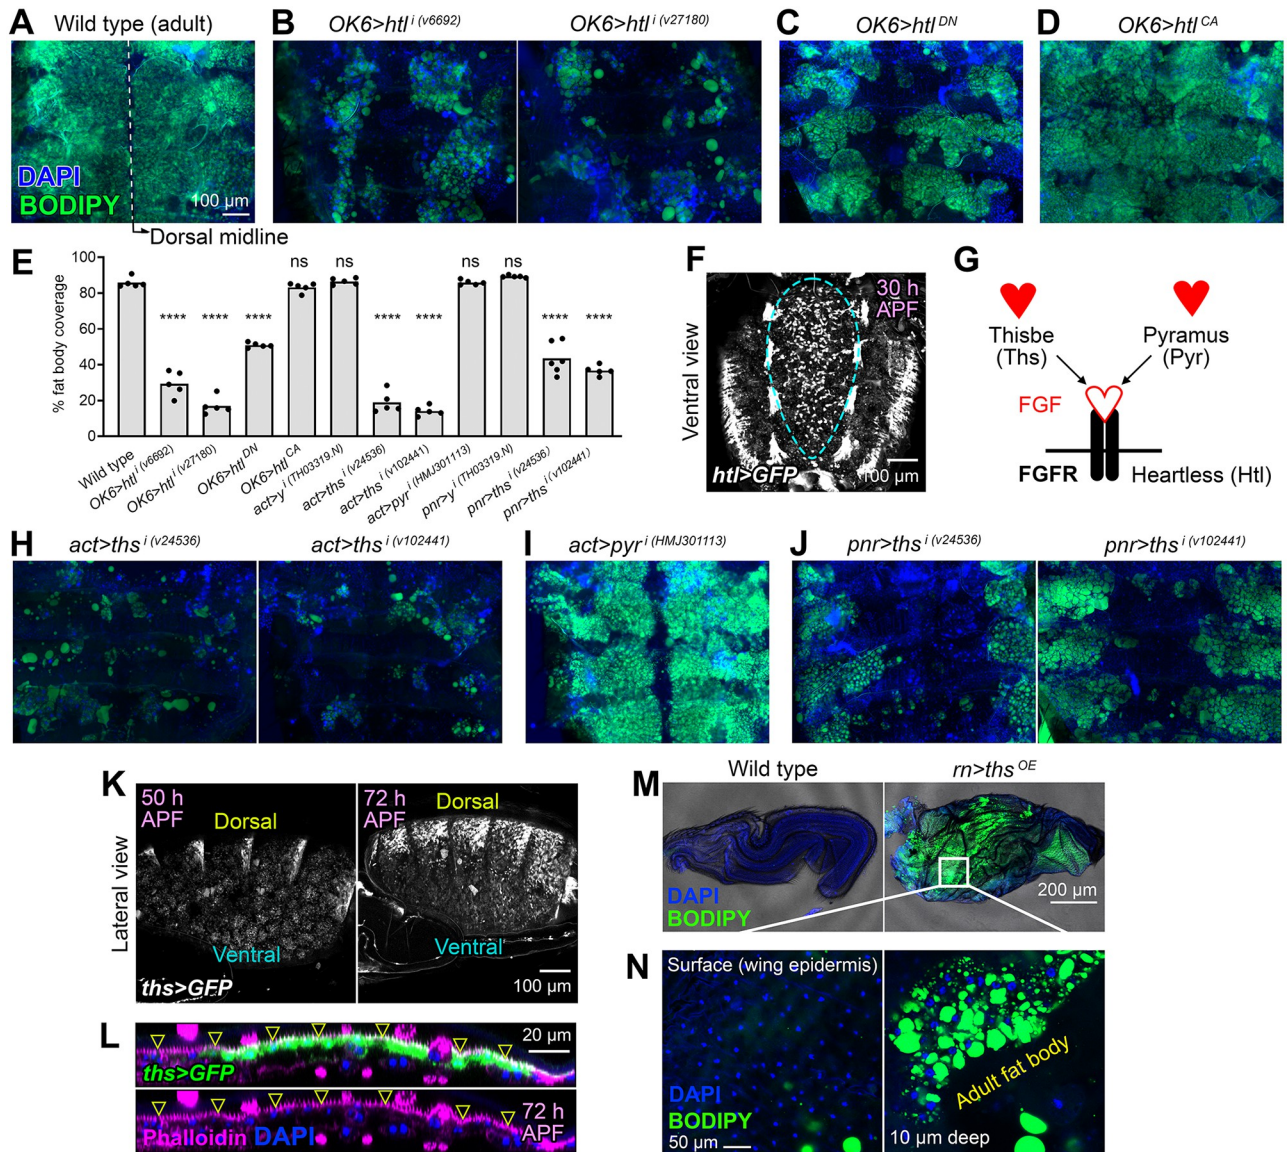 A Wild type (adult)
DAPI
BODIPY
100 µm
Dorsal midline
B OK6>htl i (v6692)
OK6>htl i (v27180)
C OK6>htl DN
D OK6>htl CA
E
% fat body coverage
100
80
60
40
20
0
**** **** **** ns ns **** **** ns ns **** ****
Wild type
OK6>htl i (v6692)
OK6>htl i (v27180)
OK6>htl DN
OK6>htl CA
act>y i (TH03319.N)
act>ths i (v24536)
act>ths i (v102441)
act>pyr i (HMJ301113)
pnr>y i (TH03319.N)
pnr>ths i (v24536)
pnr>ths i (v102441)
F
Ventral view
30 h
APF
htl>GFP
100 µm
G
Thisbe
(Ths)
Pyramus
(Pyr)
FGF
FGFR
Heartless (Htl)
H act>ths i (v24536)
act>ths i (v102441)
I act>pyr i (HMJ301113)
J pnr>ths i (v24536)
pnr>ths i (v102441)
K
Lateral view
50 h
APF
Dorsal
Ventral
ths>GFP
72 h
APF
Dorsal
Ventral
100 µm
L
20 µm
ths>GFP
Phalloidin DAPI
72 h
APF
M
Wild type
rn>ths OE
DAPI
BODIPY
200 µm
N
Surface (wing epidermis)
DAPI
BODIPY
50 µm
Adult fat body
10 µm deep